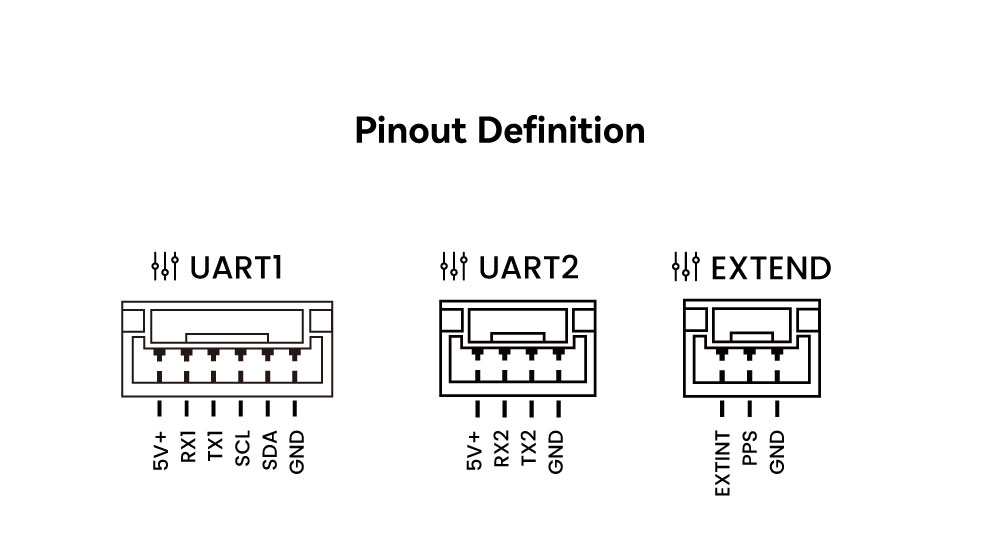 Pinout Definition
UART1
UART2
EXTEND
5V+
RX1
TX1
SCL
SDA
GND
5V+
RX2
TX2
GND
EXTINT
PPS
GND